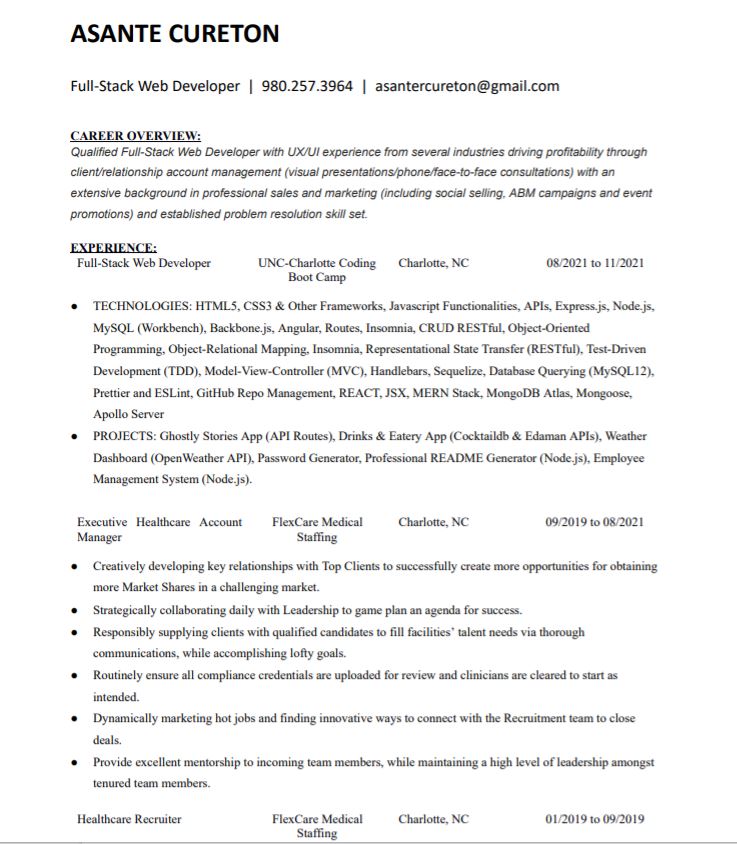 ASANTE CURETON
Full-Stack Web Developer | 980.257.3964 | asantercureton@gmail.com
CAREER OVERVIEW:
Qualified Full-Stack Web Developer with UX/UI experience from several industries driving profitability through
client/relationship account management (visual presentations/phone/face-to-face consultations) with an
extensive background in professional sales and marketing (including social selling, ABM campaigns and event
promotions) and established problem resolution skill set.
EXPERIENCE:
Full-Stack Web Developer UNC-Charlotte Coding Charlotte, NC 08/2021 to 11/2021
Boot Camp
● TECHNOLOGIES: HTML5, CSS3 & Other Frameworks, Javascript Functionalities, APIs, Express.js, Node.js,
MySQL (Workbench), Backbone.js, Angular, Routes, Insomnia, CRUD RESTful, Object-Oriented
Programming, Object-Relational Mapping, Insomnia, Representational State Transfer (RESTful), Test-Driven
Development (TDD), Model-View-Controller (MVC), Handlebars, Sequelize, Database Querying (MySQL12),
Prettier and ESLint, GitHub Repo Management, REACT, JSX, MERN Stack, MongoDB Atlas, Mongoose,
Apollo Server
● PROJECTS: Ghostly Stories App (API Routes), Drinks & Eatery App (Cocktaildb & Edaman APIs), Weather
Dashboard (OpenWeather API), Password Generator, Professional README Generator (Node.js), Employee
Management System (Node.js).
Executive Healthcare Account FlexCare Medical Charlotte, NC 09/2019 to 08/2021
Manager Staffing
● Creatively developing key relationships with Top Clients to successfully create more opportunities for obtaining
more Market Shares in a challenging market.
● Strategically collaborating daily with Leadership to game plan an agenda for success.
● Responsibly supplying clients with qualified candidates to fill facilities’ talent needs via thorough
communications, while accomplishing lofty goals.
● Routinely ensure all compliance credentials are uploaded for review and clinicians are cleared to start as
intended.
● Dynamically marketing hot jobs and finding innovative ways to connect with the Recruitment team to close
deals.
● Provide excellent mentorship to incoming team members, while maintaining a high level of leadership amongst
tenured team members.
Healthcare Recruiter FlexCare Medical Charlotte, NC 01/2019 to 09/2019
Staffing